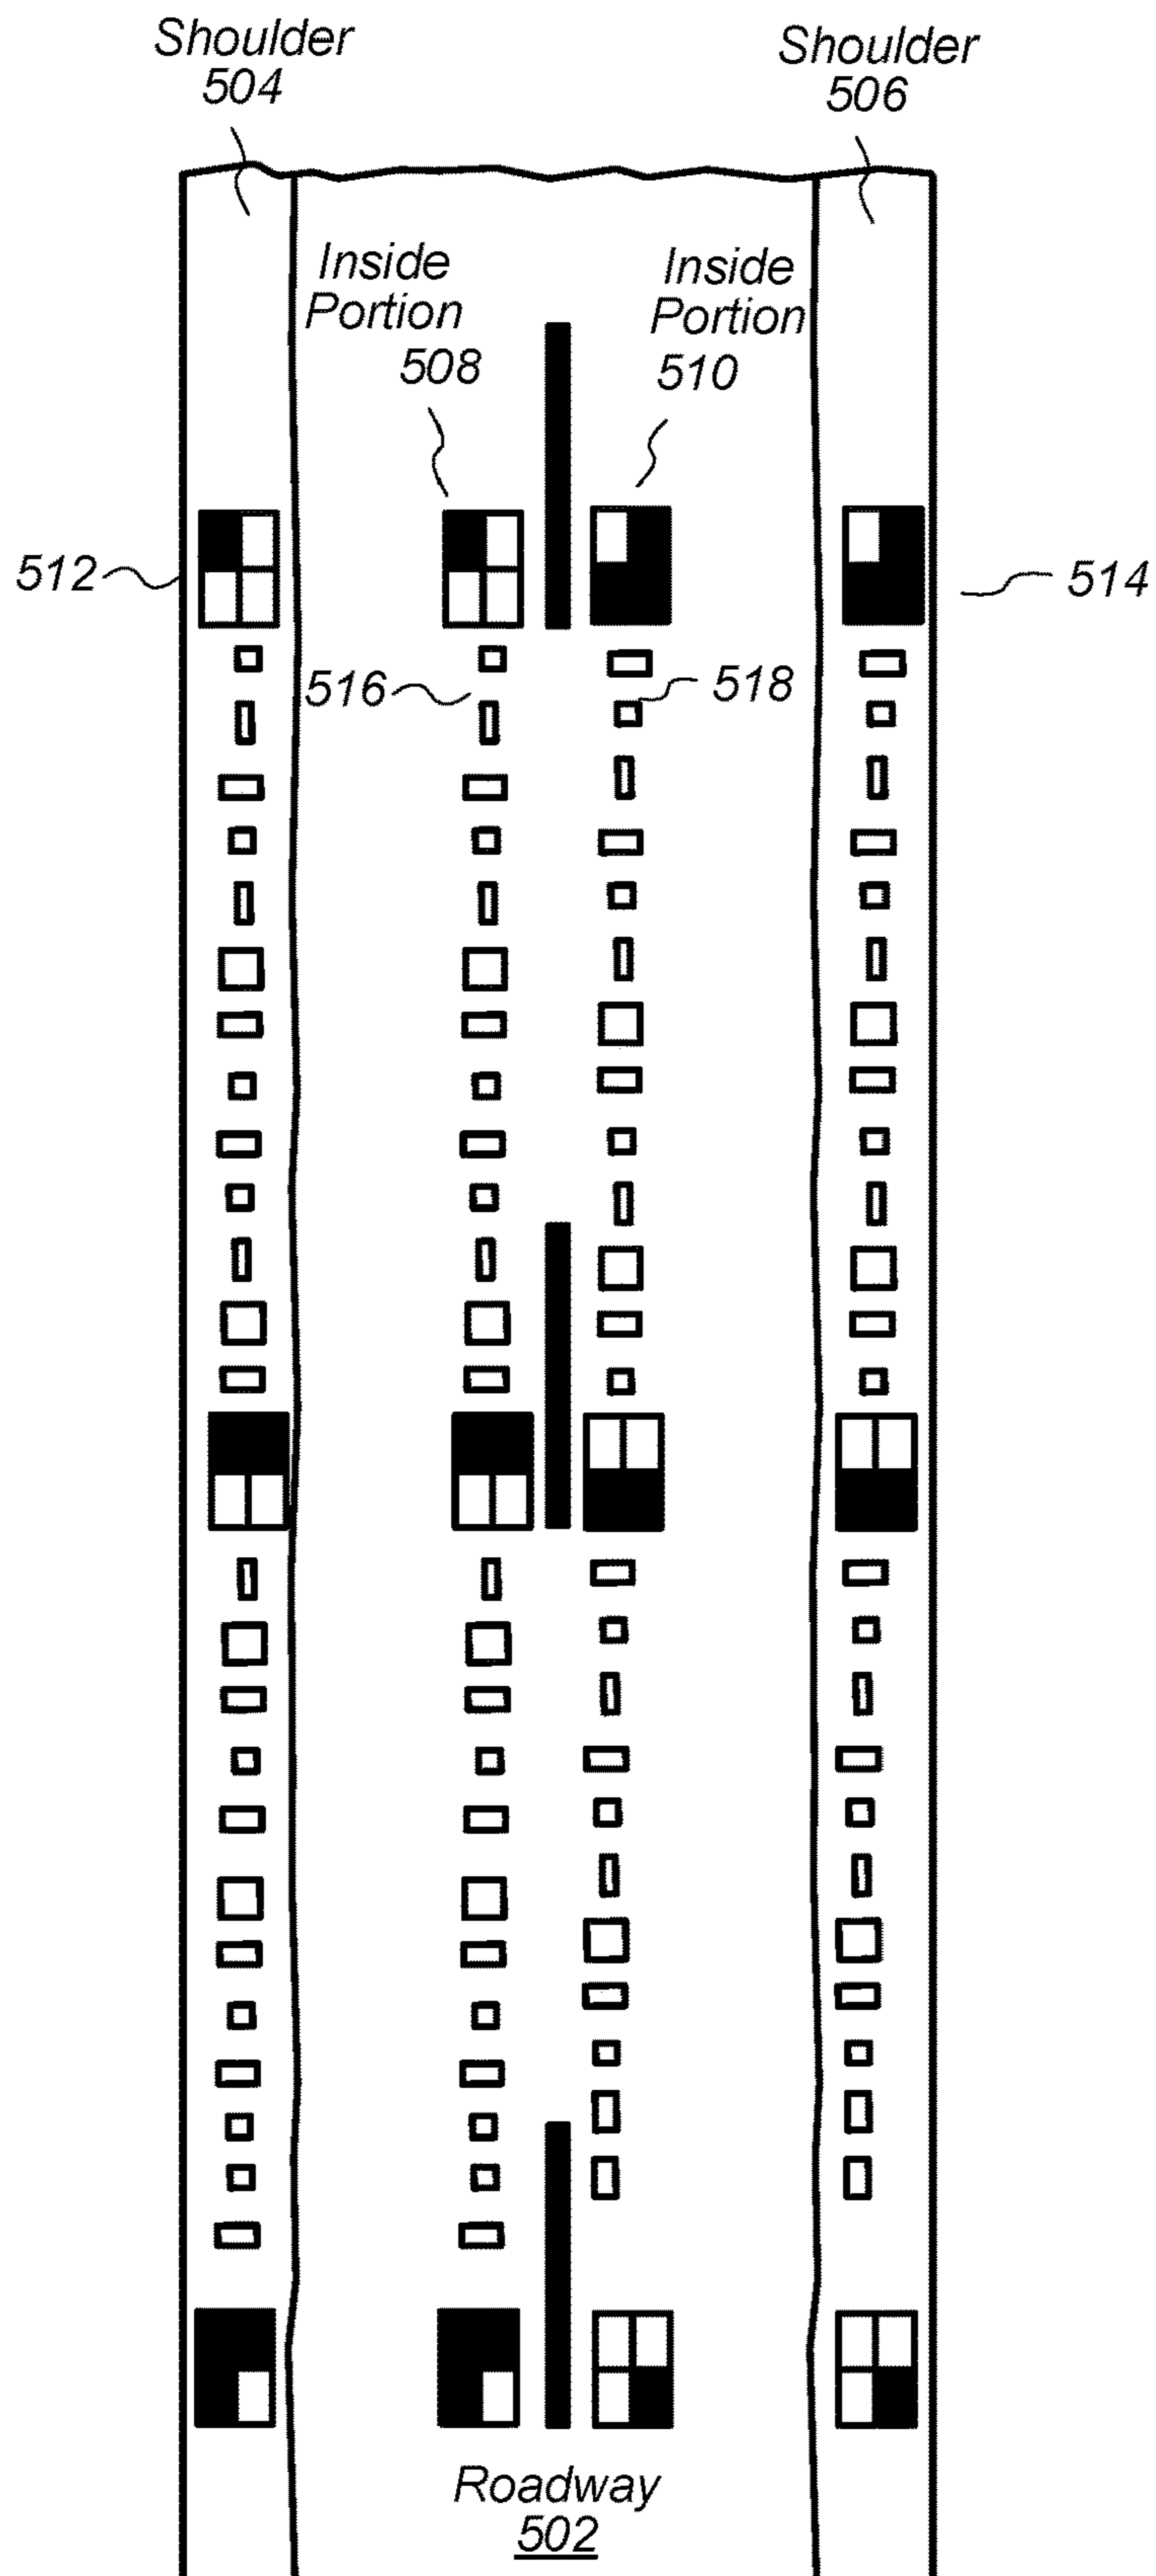 Shoulder
504
Shoulder
506
Inside
Portion
508
Inside
Portion
510
512
514
516
518
Roadway
502